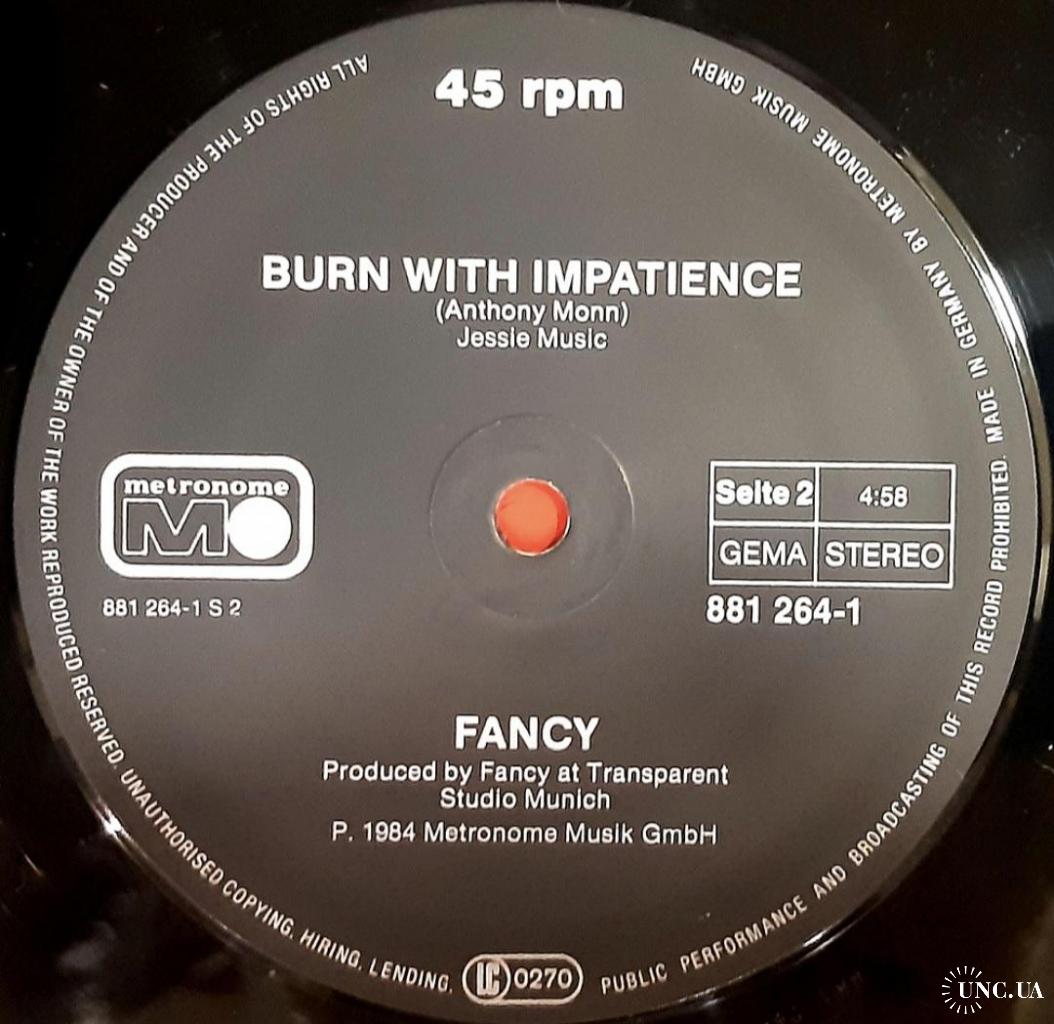 45 rpm
BURN WITH IMPATIENCE
(Anthony Monn)
Jessie Music
metronome
M
881 264-1 S 2
Seite 2 4:58
GEMA STEREO
881 264-1
FANCY
Produced by Fancy at Transparent
Studio Munich
P. 1984 Metronome Musik GmbH
ALL RIGHTS OF THE PRODUCER AND OF THE OWNER OF THE WORK REPRODUCED RESERVED. UNAUTHORISED COPYING, HIRING, LENDING, LC 0270 PUBLIC PERFORMANCE AND BROADCASTING OF THIS RECORD PROHIBITED. MADE IN GERMANY BY METRONOME MUSIK GMBH
UNC.UA